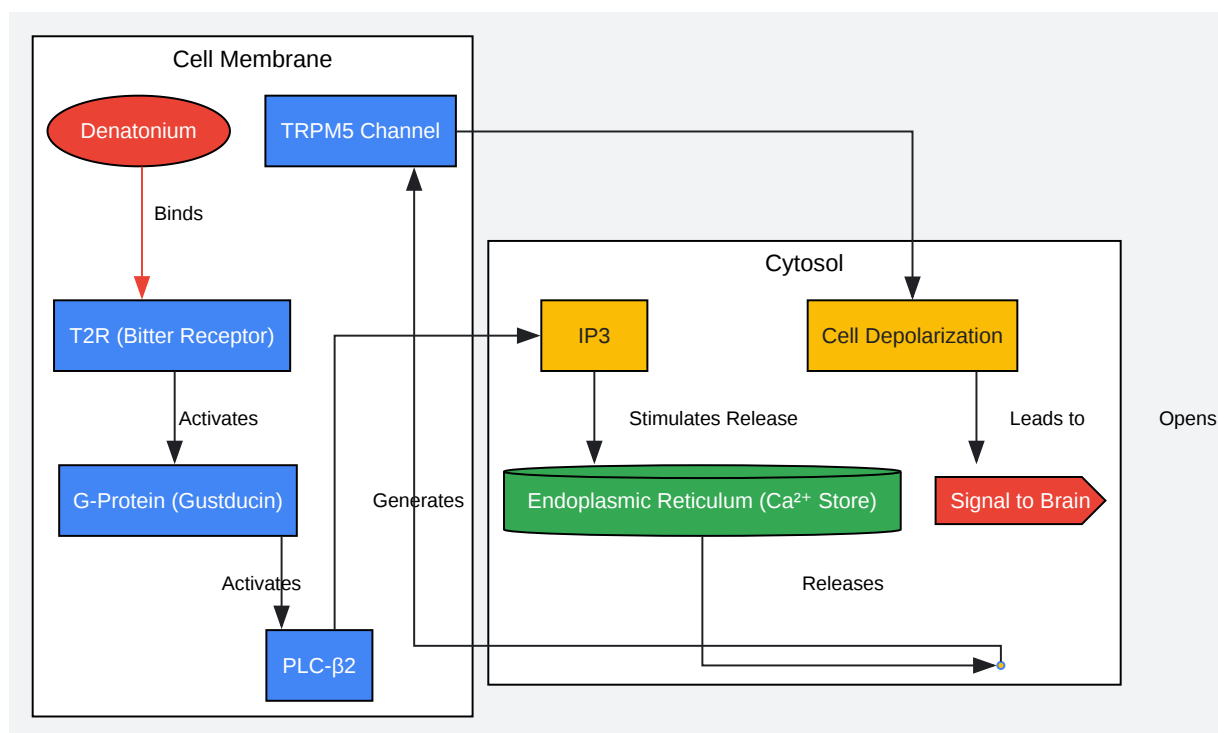 Cell Membrane
Denatonium
TRPM5 Channel
Binds
Cytosol
T2R (Bitter Receptor)
IP3
Cell Depolarization
Activates
Stimulates Release
Leads to
Opens
G-Protein (Gustducin)
Generates
Endoplasmic Reticulum (Ca²⁺ Store)
Signal to Brain
Activates
Releases
PLC-β2